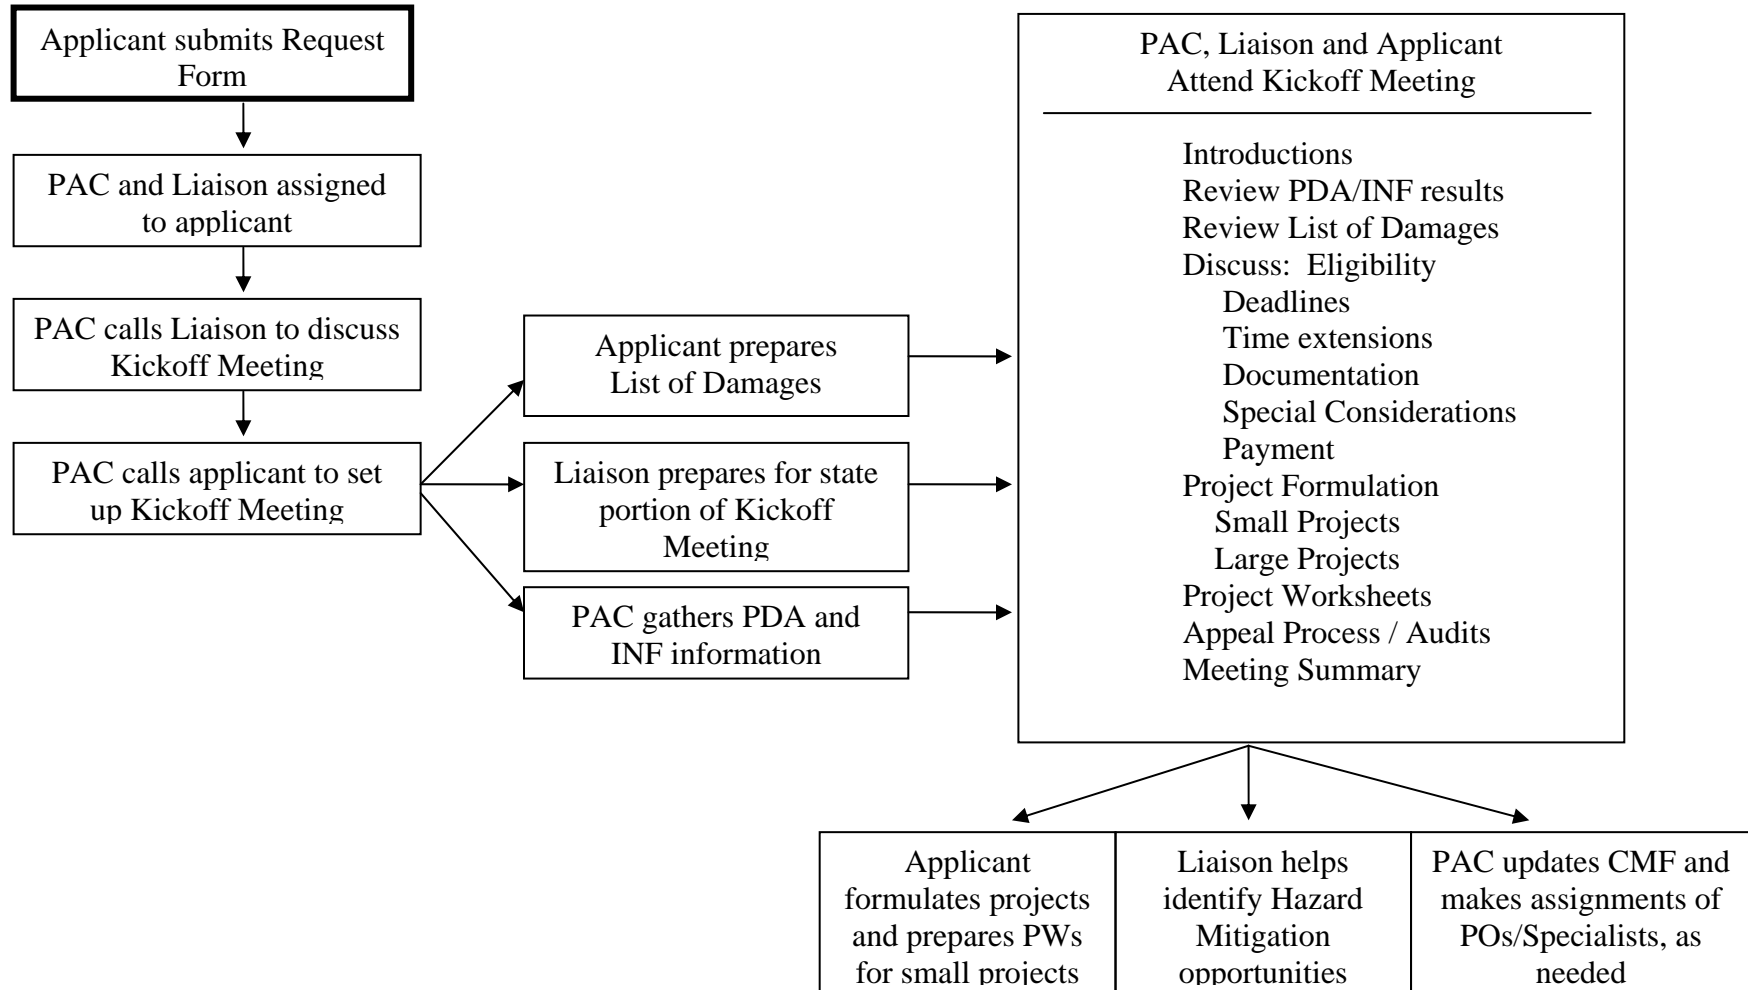 Applicant submits Request
Form
PAC and Liaison assigned
to applicant
PAC calls Liaison to discuss
Kickoff Meeting
PAC calls applicant to set
up Kickoff Meeting
Applicant prepares
List of Damages
Liaison prepares for state
portion of Kickoff
Meeting
PAC gathers PDA and
INF information
PAC, Liaison and Applicant
Attend Kickoff Meeting
Introductions
Review PDA/INF results
Review List of Damages
Discuss: Eligibility
Deadlines
Time extensions
Documentation
Special Considerations
Payment
Project Formulation
Small Projects
Large Projects
Project Worksheets
Appeal Process / Audits
Meeting Summary
Applicant
formulates projects
and prepares PWs
for small projects
Liaison helps
identify Hazard
Mitigation
opportunities
PAC updates CMF and
makes assignments of
POs/Specialists, as
needed